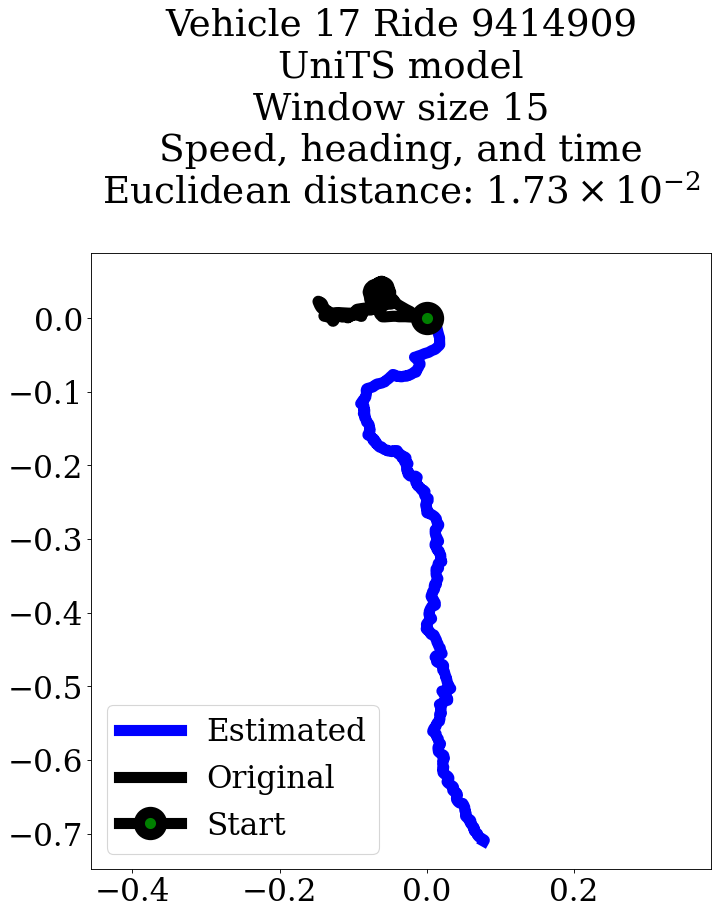 Vehicle 17 Ride 9414909
UniTS model
Window size 15
Speed, heading, and time
Euclidean distance: 1.73 × 10⁻²
0.0
−0.1
−0.2
−0.3
−0.4
−0.5
−0.6
−0.7
Estimated
Original
Start
−0.4
−0.2
0.0
0.2